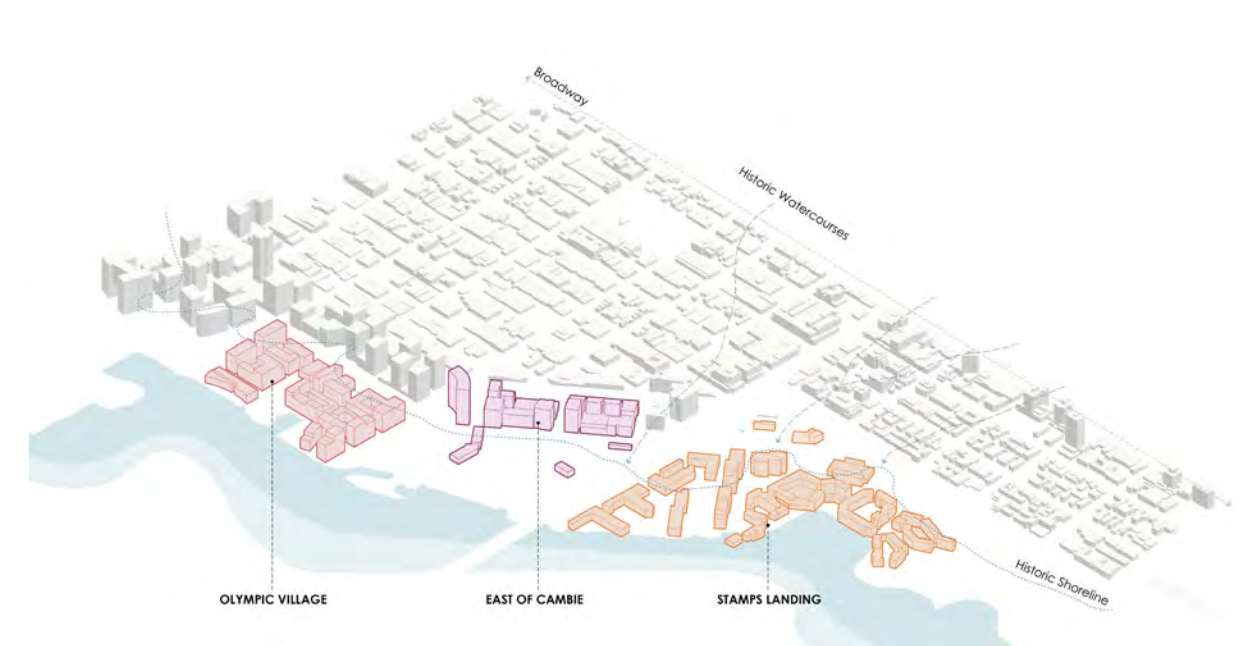 Broadway
Historic Watercourses
Historic Shoreline
OLYMPIC VILLAGE
EAST OF CAMBIE
STAMPS LANDING